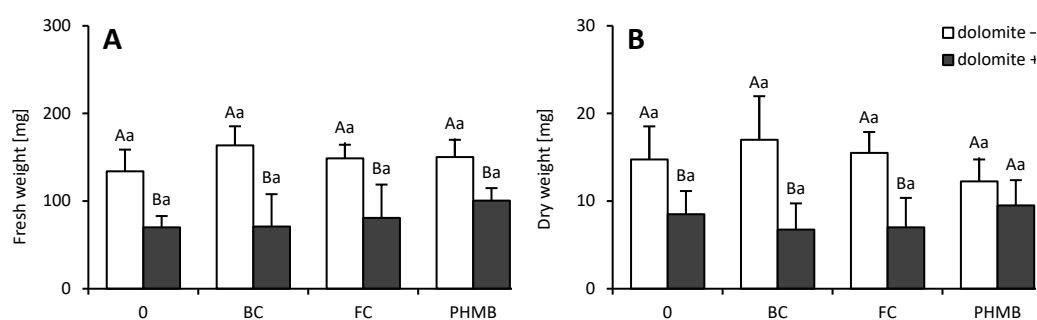 A
Fresh weight [mg]
300
200
100
0
Aa
Ba
Aa
Ba
Aa
Ba
Aa
Ba
0
BC
FC
PHMB
B
dolomite –
dolomite +
Dry weight [mg]
30
20
10
0
Aa
Ba
Aa
Ba
Aa
Ba
Aa
Aa
0
BC
FC
PHMB